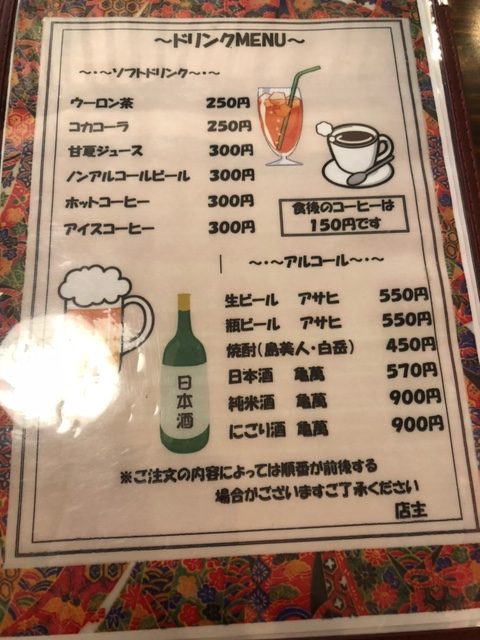 ～ドリンクMENU～
～・～ソフトドリンク～・～
ウーロン茶 250円
コカコーラ 250円
甘夏ジュース 300円
ノンアルコールビール 300円
ホットコーヒー 300円
アイスコーヒー 300円
食後のコーヒーは
150円です
～・～アルコール～・～
生ビール アサヒ 550円
瓶ビール アサヒ 550円
焼酎(島美人・白岳) 450円
日本酒 亀萬 570円
純米酒 亀萬 900円
にごり酒 亀萬 900円
日本酒
※ご注文の内容によっては順番が前後する
場合がございますご了承ください
店主